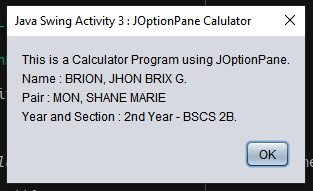 Java Swing Activity 3 : JOptionPane Calulator
This is a Calculator Program using JOptionPane.
Name : BRION, JHON BRIX G.
Pair : MON, SHANE MARIE
Year and Section : 2nd Year - BSCS 2B.
OK